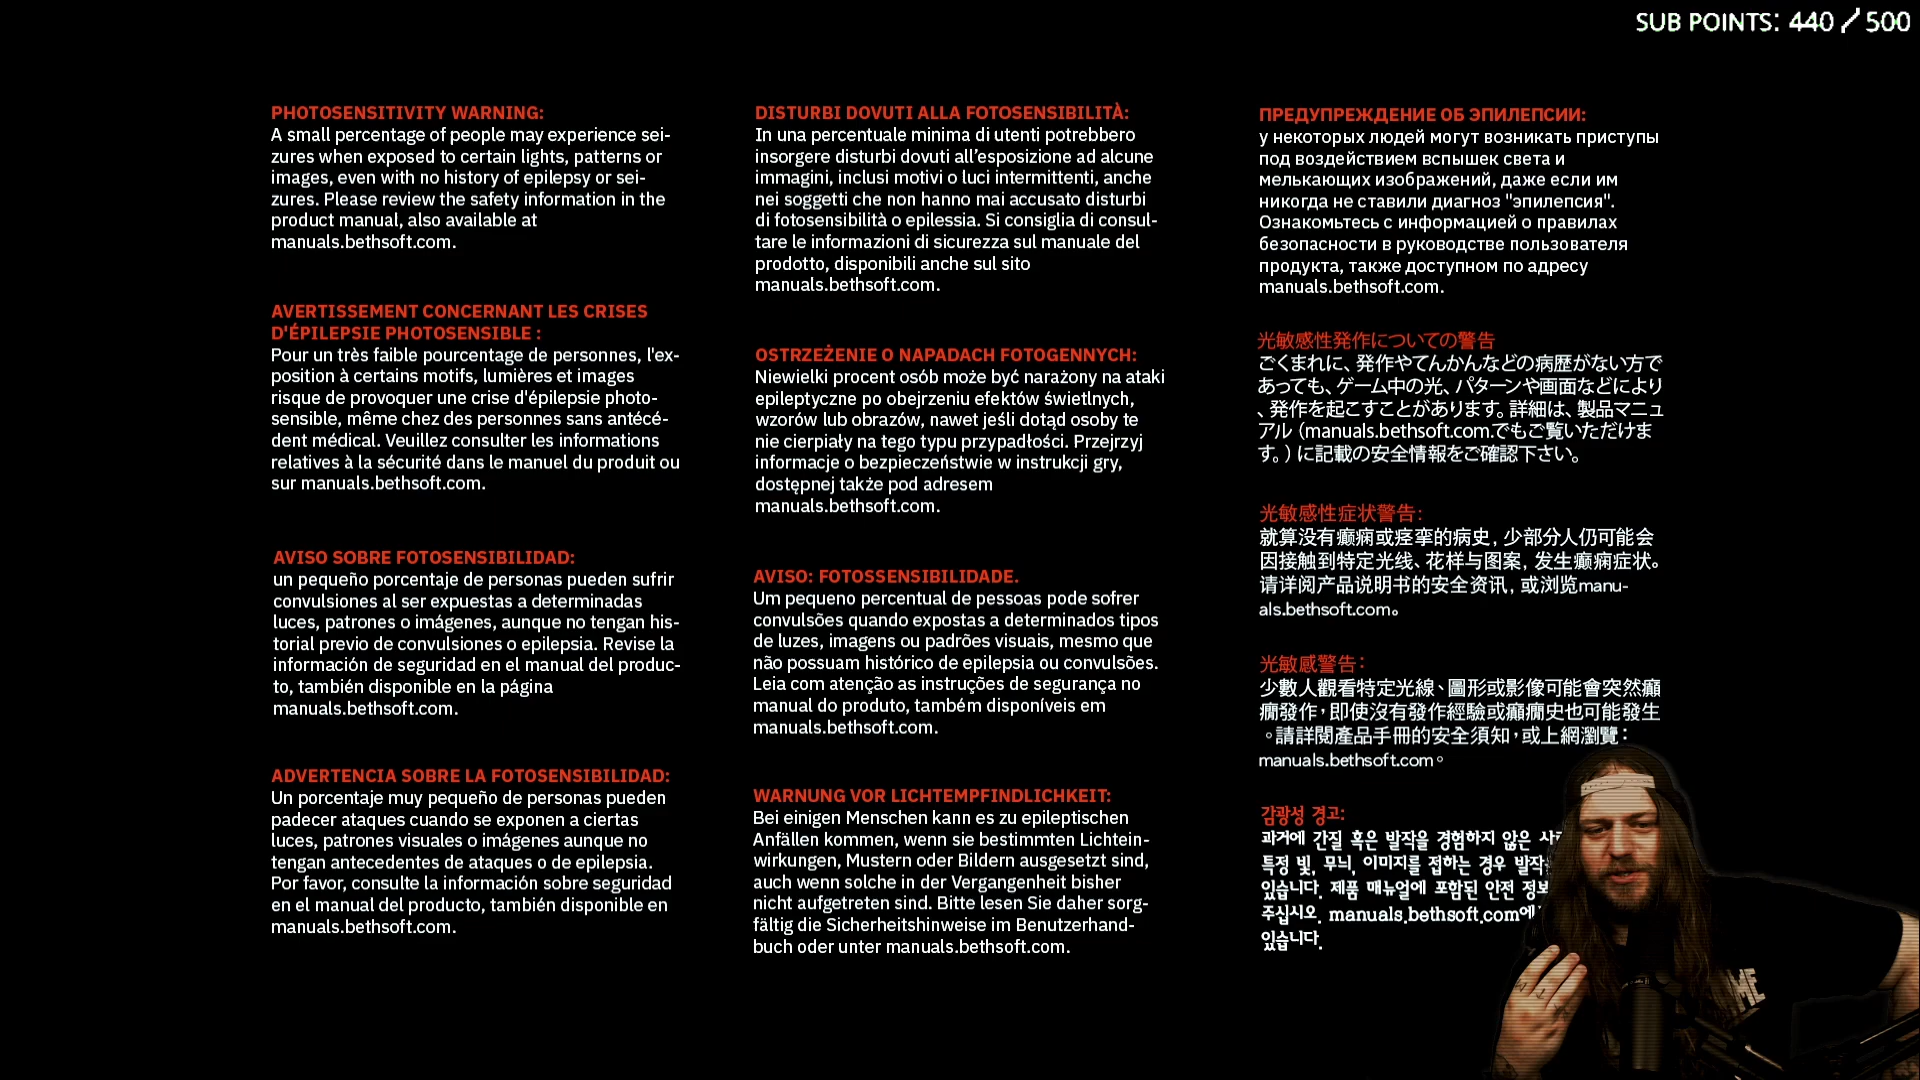 SUB POINTS: 440 / 500
PHOTOSENSITIVITY WARNING:
A small percentage of people may experience sei-
zures when exposed to certain lights, patterns or
images, even with no history of epilepsy or sei-
zures. Please review the safety information in the
product manual, also available at
manuals.bethsoft.com.
AVERTISSEMENT CONCERNANT LES CRISES
D'ÉPILEPSIE PHOTOSENSIBLE :
Pour un très faible pourcentage de personnes, l'ex-
position à certains motifs, lumières et images
risque de provoquer une crise d'épilepsie photo-
sensible, même chez des personnes sans antécé-
dent médical. Veuillez consulter les informations
relatives à la sécurité dans le manuel du produit ou
sur manuals.bethsoft.com.
AVISO SOBRE FOTOSENSIBILIDAD:
un pequeño porcentaje de personas pueden sufrir
convulsiones al ser expuestas a determinadas
luces, patrones o imágenes, aunque no tengan his-
torial previo de convulsiones o epilepsia. Revise la
información de seguridad en el manual del produc-
to, también disponible en la página
manuals.bethsoft.com.
ADVERTENCIA SOBRE LA FOTOSENSIBILIDAD:
Un porcentaje muy pequeño de personas pueden
padecer ataques cuando se exponen a ciertas
luces, patrones visuales o imágenes aunque no
tengan antecedentes de ataques o de epilepsia.
Por favor, consulte la información sobre seguridad
en el manual del producto, también disponible en
manuals.bethsoft.com.
DISTURBI DOVUTI ALLA FOTOSENSIBILITÀ:
In una percentuale minima di utenti potrebbero
insorgere disturbi dovuti all'esposizione ad alcune
immagini, inclusi motivi o luci intermittenti, anche
nei soggetti che non hanno mai accusato disturbi
di fotosensibilità o epilessia. Si consiglia di consul-
tare le informazioni di sicurezza sul manuale del
prodotto, disponibili anche sul sito
manuals.bethsoft.com.
OSTRZEŻENIE O NAPADACH FOTOGENNYCH:
Niewielki procent osób może być narażony na ataki
epileptyczne po obejrzeniu efektów świetlnych,
wzorów lub obrazów, nawet jeśli dotąd osoby te
nie cierpiały na tego typu przypadłości. Przejrzyj
informacje o bezpieczeństwie w instrukcji gry,
dostępnej także pod adresem
manuals.bethsoft.com.
AVISO: FOTOSSENSIBILIDADE.
Um pequeno percentual de pessoas pode sofrer
convulsões quando expostas a determinados tipos
de luzes, imagens ou padrões visuais, mesmo que
não possuam histórico de epilepsia ou convulsões.
Leia com atenção as instruções de segurança no
manual do produto, também disponíveis em
manuals.bethsoft.com.
WARNUNG VOR LICHTEMPFINDLICHKEIT:
Bei einigen Menschen kann es zu epileptischen
Anfällen kommen, wenn sie bestimmten Lichtein-
wirkungen, Mustern oder Bildern ausgesetzt sind,
auch wenn solche in der Vergangenheit bisher
nicht aufgetreten sind. Bitte lesen Sie daher sorg-
fältig die Sicherheitshinweise im Benutzerhand-
buch oder unter manuals.bethsoft.com.
ПРЕДУПРЕЖДЕНИЕ ОБ ЭПИЛЕПСИИ:
у некоторых людей могут возникать приступы
под воздействием вспышек света и
мелькающих изображений, даже если им
никогда не ставили диагноз "эпилепсия".
Ознакомьтесь с информацией о правилах
безопасности в руководстве пользователя
продукта, также доступном по адресу
manuals.bethsoft.com.
光敏感性発作についての警告
ごくまれに、発作やてんかんなどの病歴がない方で
あっても、ゲーム中の光、パターンや画面などにより
、発作を起こすことがあります。詳細は、製品マニュ
アル（manuals.bethsoft.com.でもご覧いただけま
す。）に記載の安全情報をご確認下さい。
光敏感性症状警告：
就算没有癫痫或痉挛的病史，少部分人仍可能会
因接触到特定光线、花样与图案，发生癫痫症状。
请详阅产品说明书的安全资讯，或浏览manu-
als.bethsoft.com。
光敏感警告：
少數人觀看特定光線、圖形或影像可能會突然癲
癇發作，即使沒有發作經驗或癲癇史也可能發生
。請詳閱產品手冊的安全須知，或上網瀏覽：
manuals.bethsoft.com。
감광성 경고:
과거에 간질 혹은 발작을 경험하지 않은
특정 빛, 무늬, 이미지를 접하는 경우
있습니다. 제품 매뉴얼에 포함된 안전
주십시오. manuals.bethsoft.com에
있습니다.